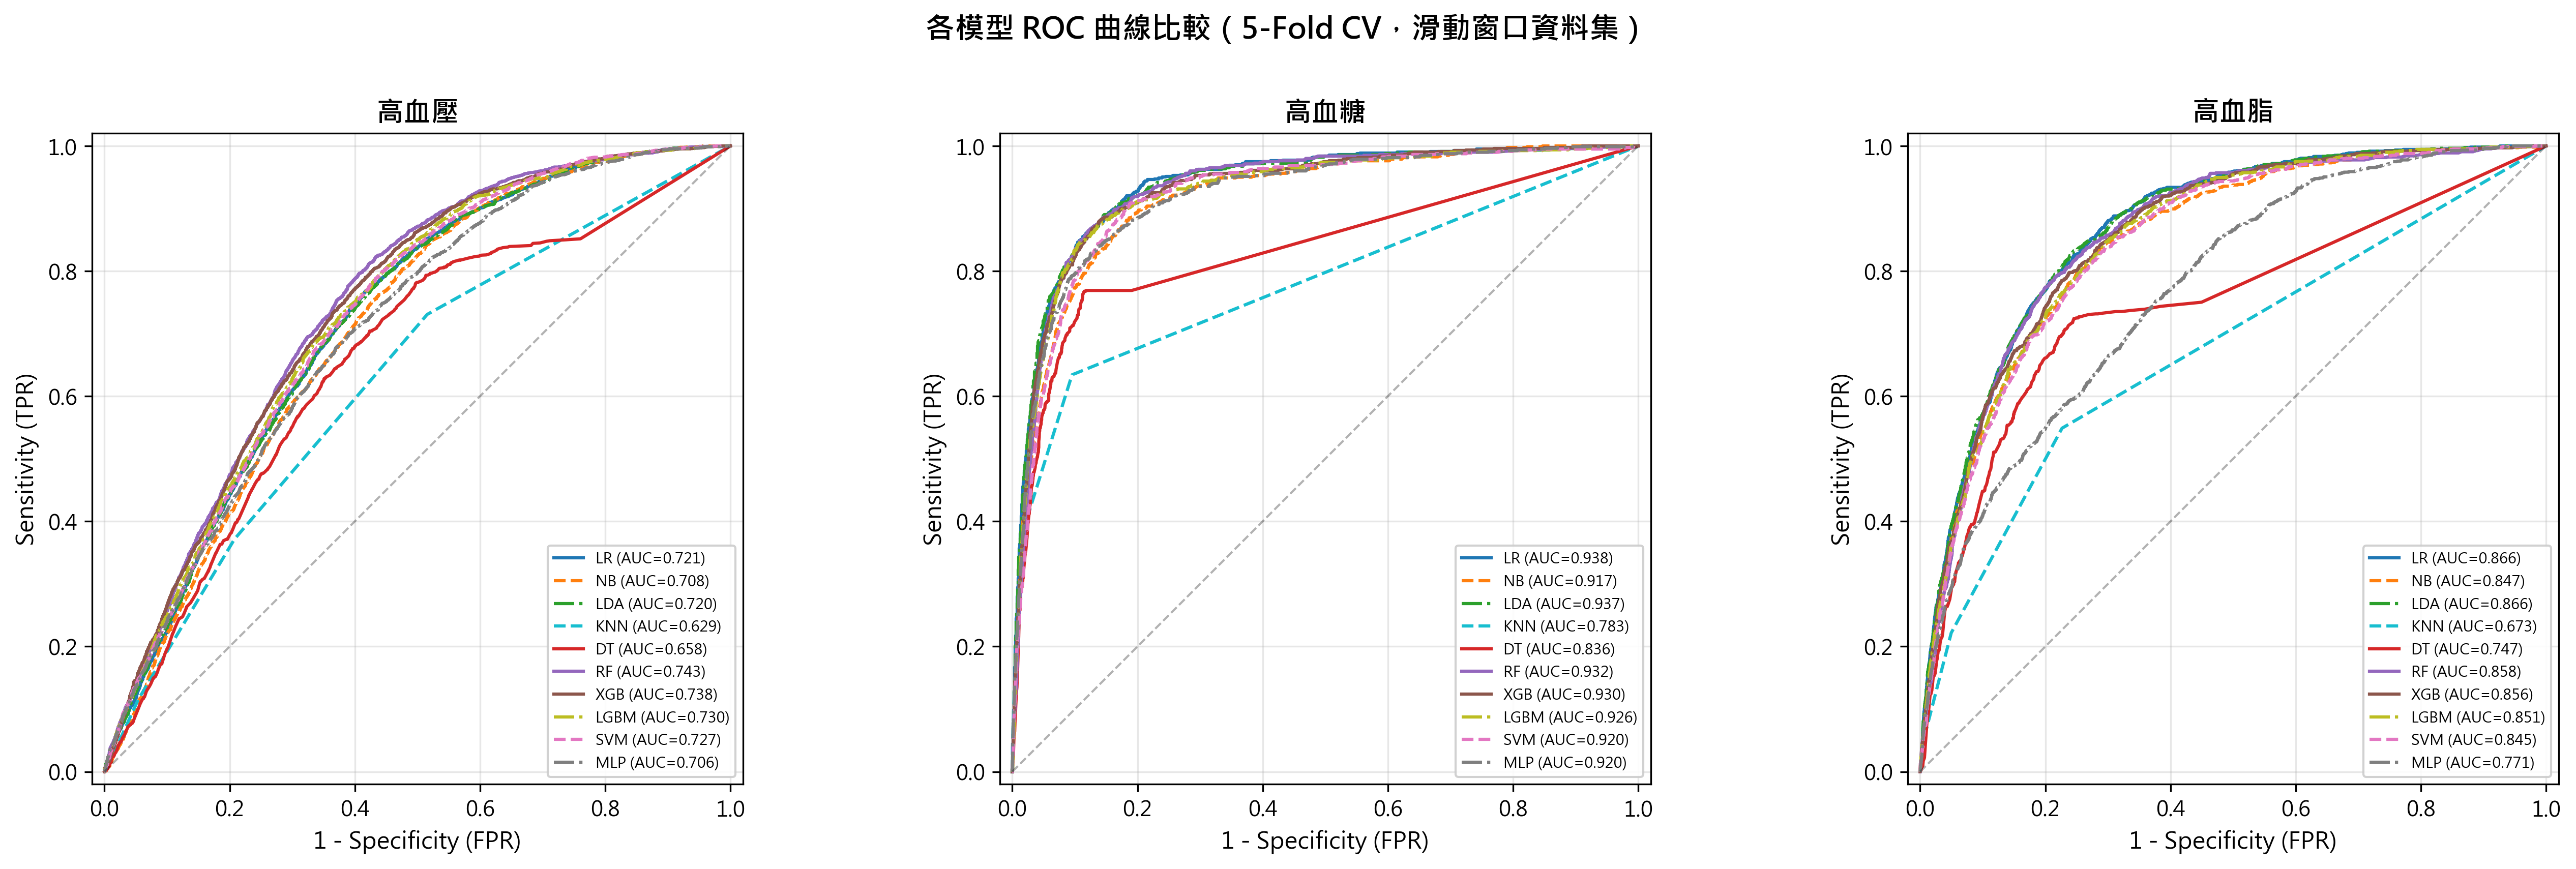 各模型 ROC 曲線比較（5-Fold CV，滑動窗口資料集）
高血壓
Sensitivity (TPR)
1.0
0.8
0.6
0.4
0.2
0.0
0.0 0.2 0.4 0.6 0.8 1.0
1 - Specificity (FPR)
LR (AUC=0.721)
NB (AUC=0.708)
LDA (AUC=0.720)
KNN (AUC=0.629)
DT (AUC=0.658)
RF (AUC=0.743)
XGB (AUC=0.738)
LGBM (AUC=0.730)
SVM (AUC=0.727)
MLP (AUC=0.706)
高血糖
Sensitivity (TPR)
1.0
0.8
0.6
0.4
0.2
0.0
0.0 0.2 0.4 0.6 0.8 1.0
1 - Specificity (FPR)
LR (AUC=0.938)
NB (AUC=0.917)
LDA (AUC=0.937)
KNN (AUC=0.783)
DT (AUC=0.836)
RF (AUC=0.932)
XGB (AUC=0.930)
LGBM (AUC=0.926)
SVM (AUC=0.920)
MLP (AUC=0.920)
高血脂
Sensitivity (TPR)
1.0
0.8
0.6
0.4
0.2
0.0
0.0 0.2 0.4 0.6 0.8 1.0
1 - Specificity (FPR)
LR (AUC=0.866)
NB (AUC=0.847)
LDA (AUC=0.866)
KNN (AUC=0.673)
DT (AUC=0.747)
RF (AUC=0.858)
XGB (AUC=0.856)
LGBM (AUC=0.851)
SVM (AUC=0.845)
MLP (AUC=0.771)